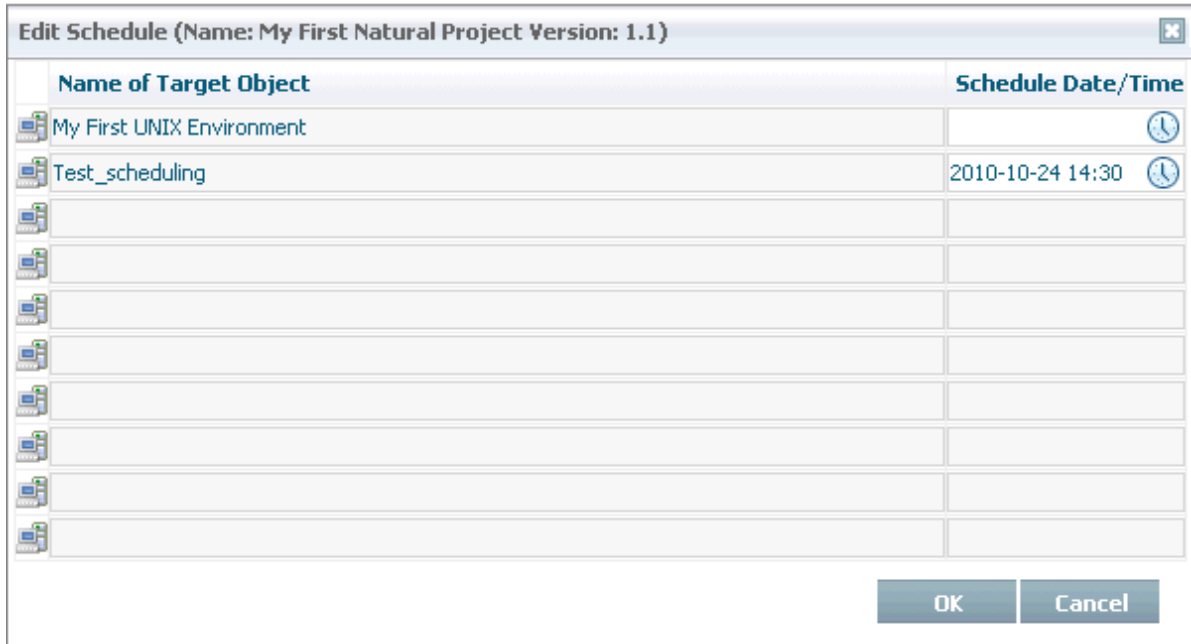 Edit Schedule (Name: My First Natural Project Version: 1.1)
Name of Target Object Schedule Date/Time
My First UNIX Environment
Test_scheduling 2010-10-24 14:30
OK Cancel